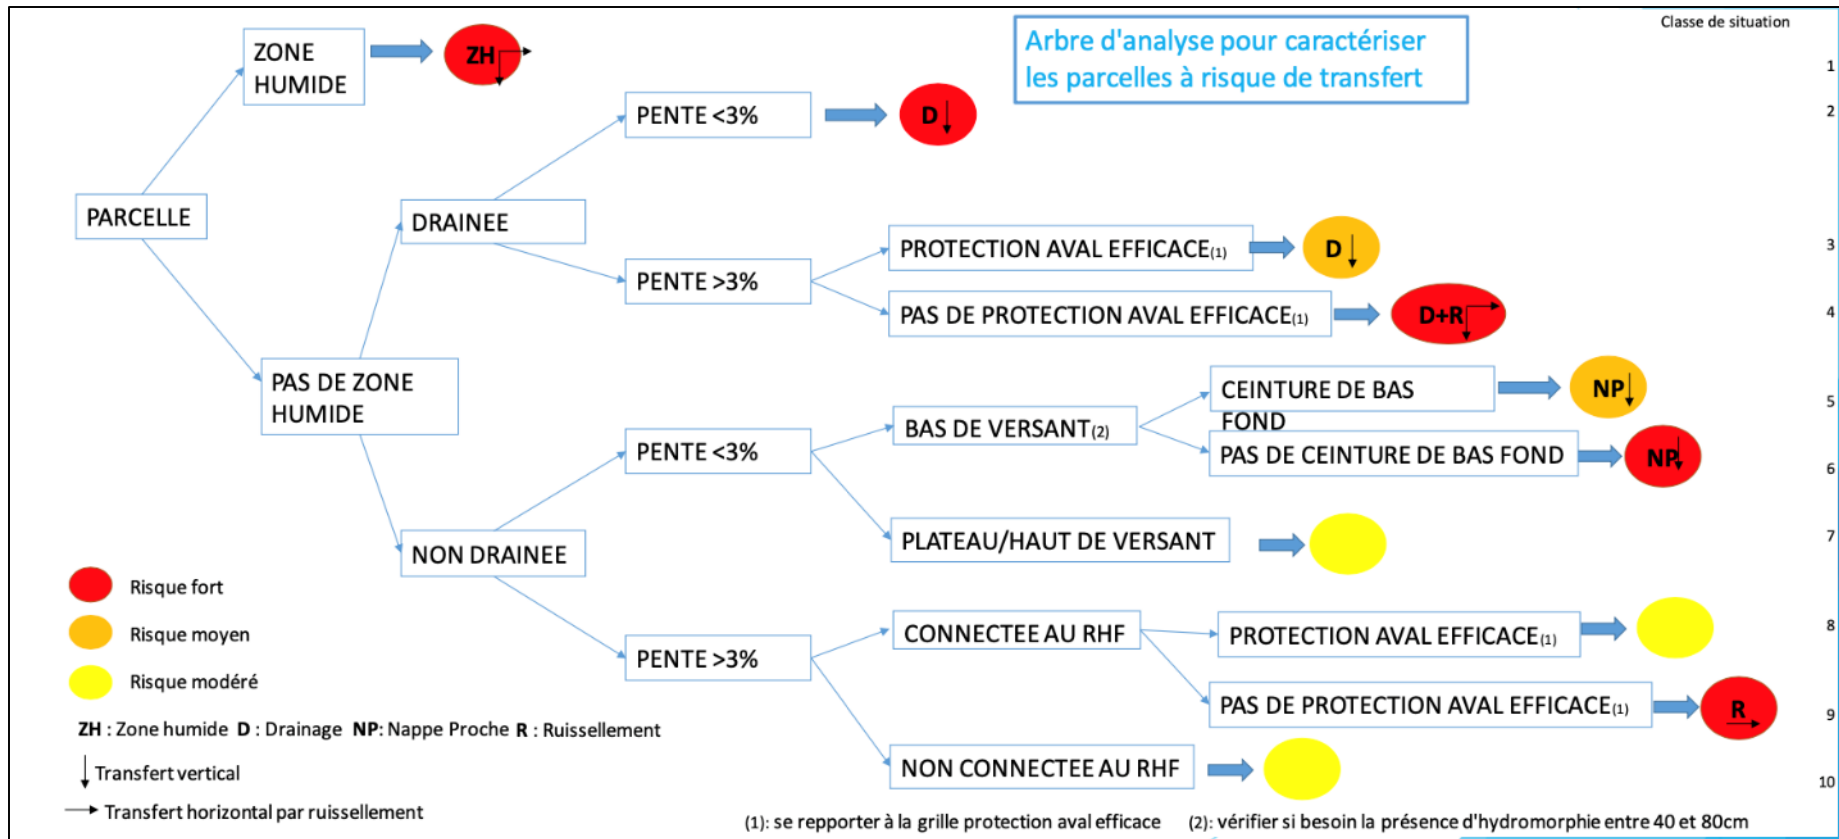 Classe de situation
Arbre d'analyse pour caractériser
les parcelles à risque de transfert
ZONE
HUMIDE
ZH
1
PENTE <3%
D
2
PARCELLE
DRAINEE
PROTECTION AVAL EFFICACE(1)
D
3
PENTE >3%
PAS DE PROTECTION AVAL EFFICACE(1)
D+R
4
PAS DE ZONE
HUMIDE
CEINTURE DE BAS
FOND
NP
5
BAS DE VERSANT(2)
PENTE <3%
PAS DE CEINTURE DE BAS FOND
NP
6
PLATEAU/HAUT DE VERSANT
7
NON DRAINEE
CONNECTEE AU RHF
PROTECTION AVAL EFFICACE(1)
8
PENTE >3%
PAS DE PROTECTION AVAL EFFICACE(1)
R
9
NON CONNECTEE AU RHF
10
Risque fort
Risque moyen
Risque modéré
ZH : Zone humide D : Drainage NP: Nappe Proche R : Ruissellement
Transfert vertical
Transfert horizontal par ruissellement
(1): se repporter à la grille protection aval efficace
(2): vérifier si besoin la présence d'hydromorphie entre 40 et 80cm